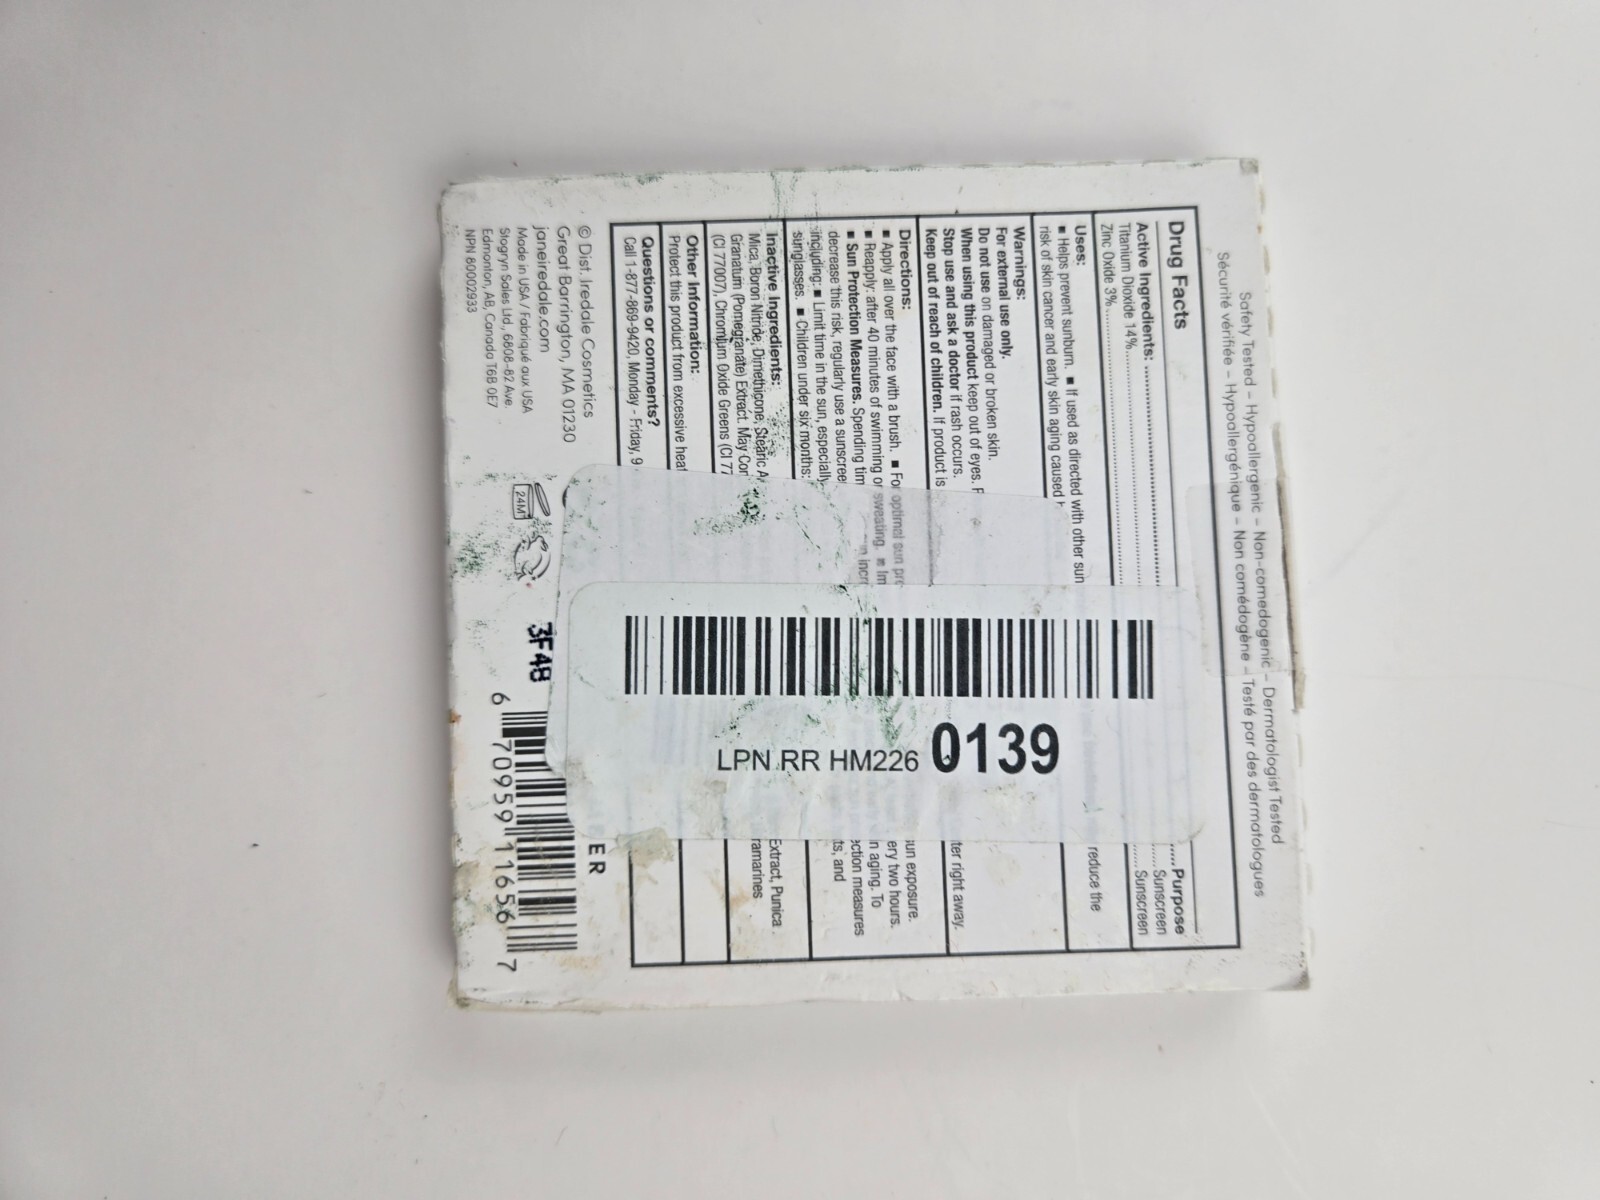 Safety Tested – Hypoallergenic – Non-comedogenic – Dermatologist Tested
Sécurité vérifiée – Hypoallergénique – Non comédogène – Testé par des dermatologues
Drug Facts
Active Ingredients: Purpose
Titanium Dioxide 14% Sunscreen
Zinc Oxide 3% Sunscreen
Uses:
▪ Helps prevent sunburn. ▪ If used as directed with other sun reduce the
risk of skin cancer and early skin aging caused
Warnings:
For external use only.
Do not use on damaged or broken skin.
When using this product keep out of eyes.
Stop use and ask a doctor if rash occurs.
Keep out of reach of children. If product is ter right away.
Directions:
▪ Apply all over the face with a brush. ▪ For optimal sun pro sun exposure.
▪ Reapply: after 40 minutes of swimming or sweating. ▪ Im ery two hours.
▪ Sun Protection Measures. Spending tim un incre n aging. To
decrease this risk, regularly use a sunscree ection measures
including: ▪ Limit time in the sun, especially ts, and
sunglasses. ▪ Children under six months:
Inactive Ingredients:
Mica, Boron Nitride, Dimethicone, Stearic A Extract, Punica
Granatum (Pomegranate) Extract. May Con ramarines
(CI 77007), Chromium Oxide Greens (CI 77
Other Information:
Protect this product from excessive heat
Questions or comments?
Call 1-877-869-9420, Monday - Friday, 9
LPN RR HM226 0139
ER
© Dist. Iredale Cosmetics
Great Barrington, MA 01230
janeiredale.com
Made in USA / Fabriqué aux USA
Stogryn Sales Ltd., 6808-82 Ave.
Edmonton, AB, Canada T6B 0E7
NPN 80002933
24M
3F48
6 70959 11656 7